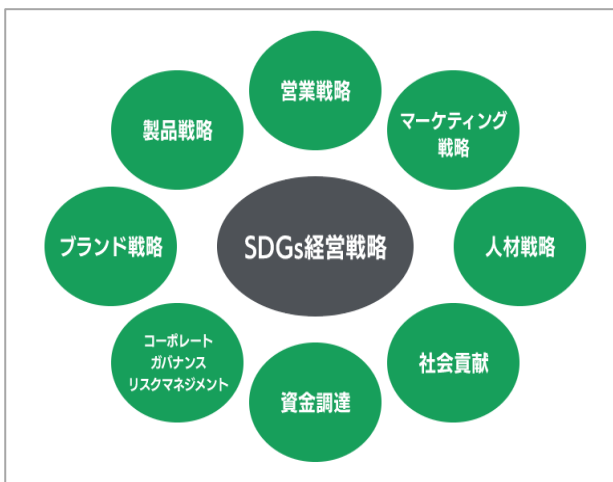 営業戦略
マーケティング
戦略
製品戦略
ブランド戦略
SDGs経営戦略
人材戦略
コーポレート
ガバナンス
リスクマネジメント
社会貢献
資金調達